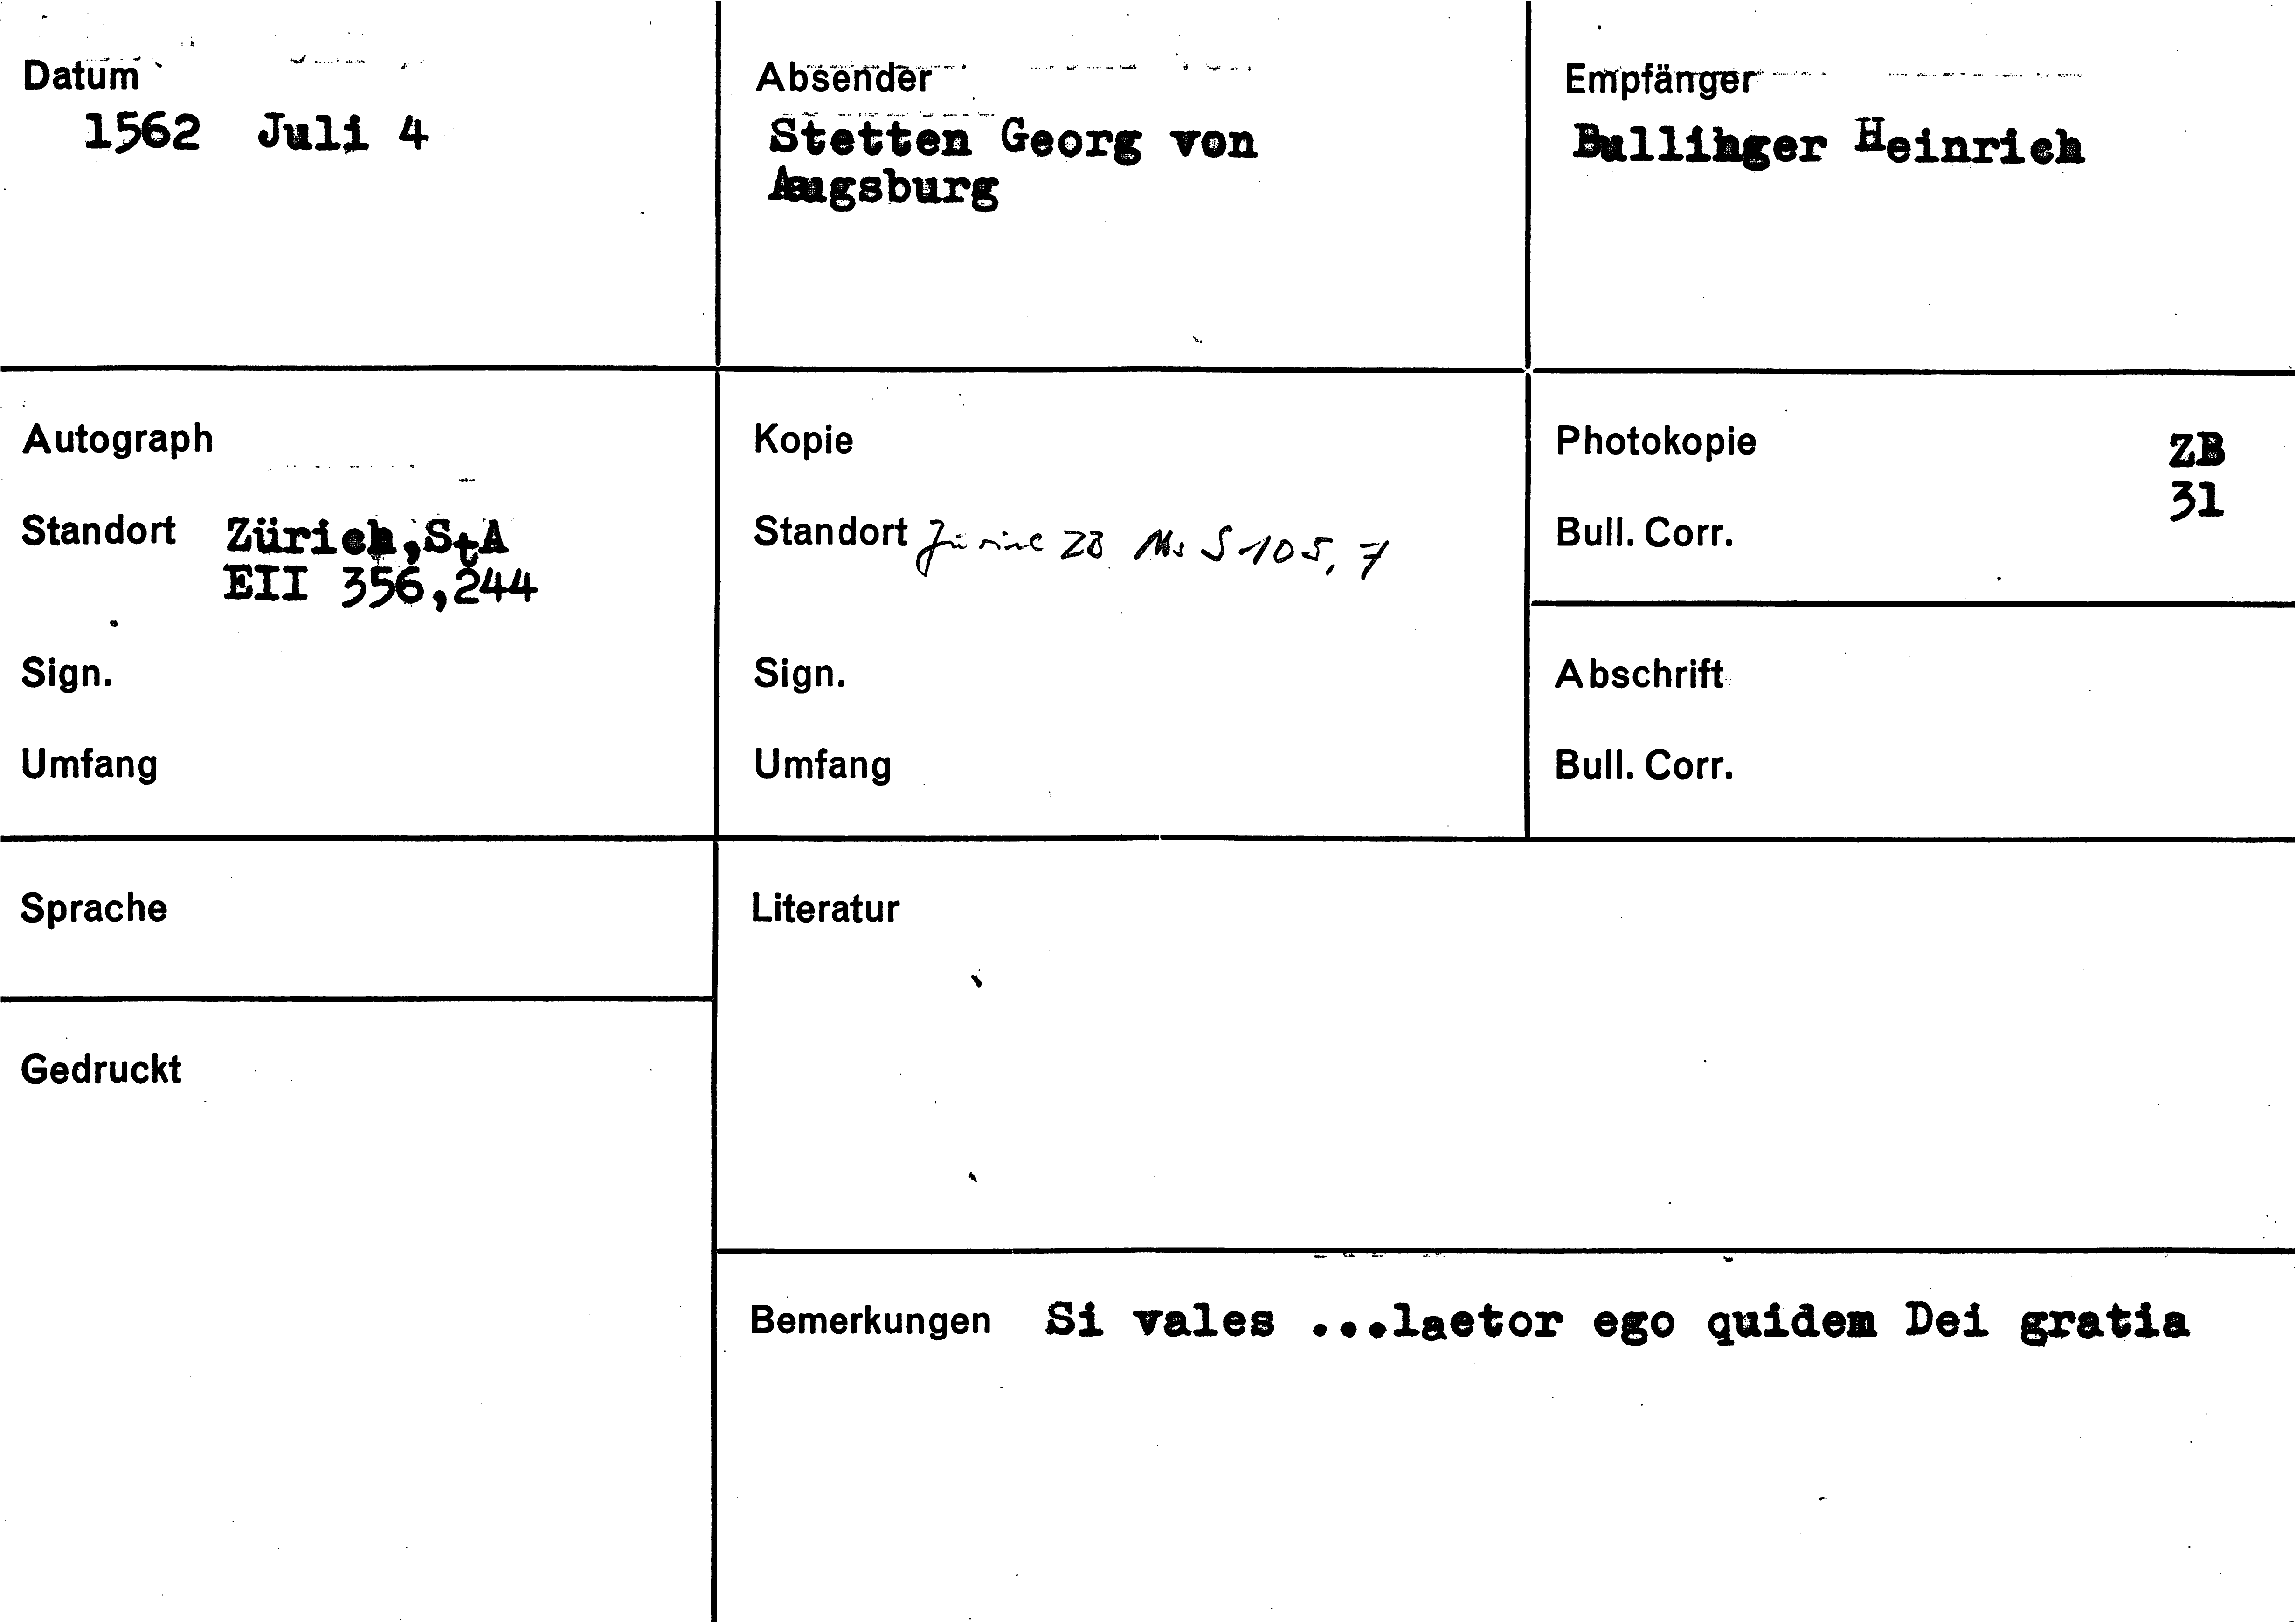 Datum
1562 Juli 4
Absender
Stetten Georg von
Augsburg
Empfänger
Bullinger Heinrich
Autograph
Standort Zürich, StA
EII 356,244
Sign.
Umfang
Kopie
Standort Zürich ZB Ms S 105, 7
Sign.
Umfang
Photokopie ZB
31
Bull. Corr.
Abschrift
Bull. Corr.
Sprache
Gedruckt
Literatur
Bemerkungen Si vales ...laetor ego quidem Dei gratia